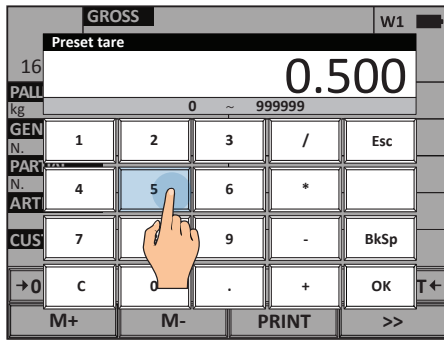 GROSS W1
Preset tare
16
0.500
PALL
kg 0 ~ 999999
GEN
N.
1 2 3 / Esc
PART
N.
4 5 6 *
ART
CUS
7 9 - BkSp
→0 C 0 . + OK T←
M+ M- PRINT >>